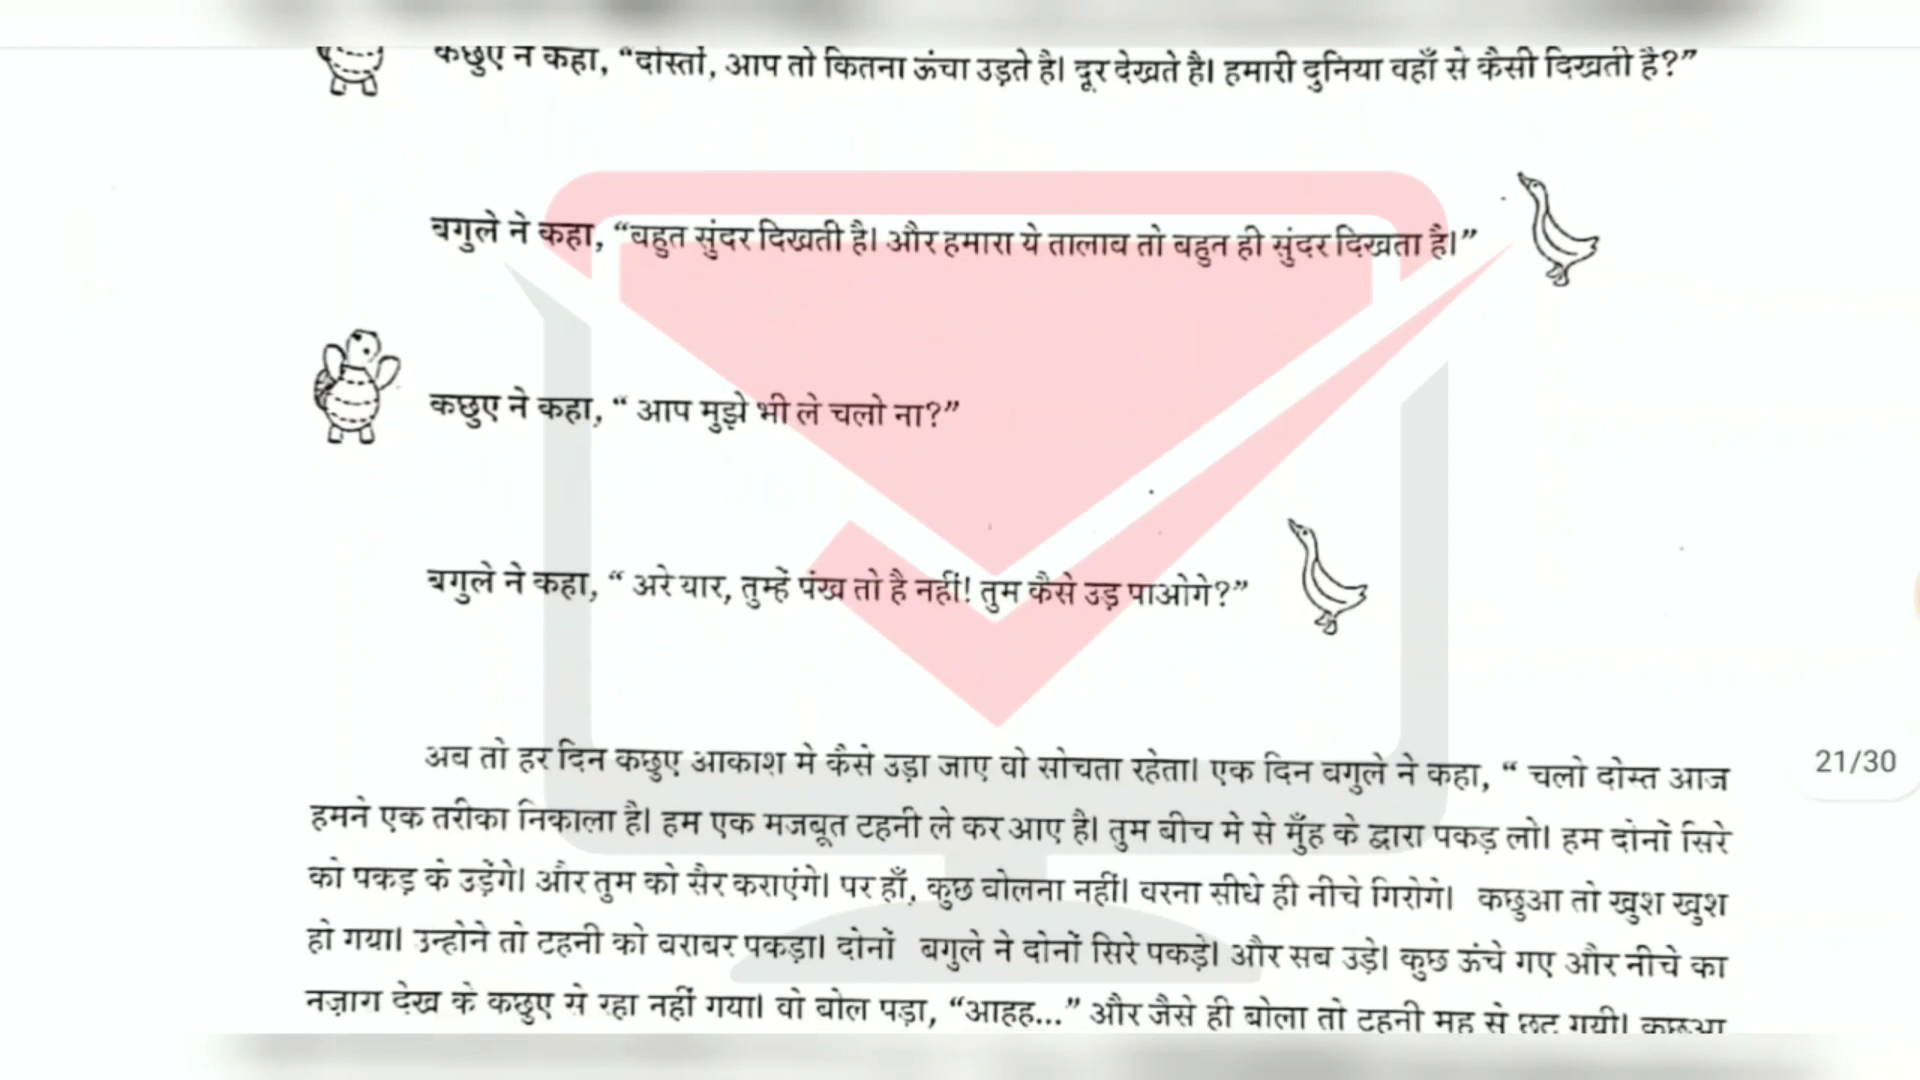 कछुए ने कहा, “दोस्तों, आप तो कितना ऊंचा उड़ते है। दूर देखते है। हमारी दुनिया वहाँ से कैसी दिखती है?”
बगुले ने कहा, “बहुत सुंदर दिखती है। और हमारा ये तालाब तो बहुत ही सुंदर दिखता है।”
कछुए ने कहा, “ आप मुझे भी ले चलो ना?”
बगुले ने कहा, “ अरे यार, तुम्हें पंख तो है नहीं! तुम कैसे उड़ पाओगे?”
अब तो हर दिन कछुए आकाश मे कैसे उड़ा जाए वो सोचता रहेता। एक दिन बगुले ने कहा, “ चलो दोस्त आज
21/30
हमने एक तरीका निकाला है। हम एक मजबूत टहनी ले कर आए है। तुम बीच मे से मुँह के द्वारा पकड़ लो। हम दोनों सिरे
को पकड़ के उड़ेंगे। और तुम को सैर कराएंगे। पर हाँ, कुछ बोलना नहीं। वरना सीधे ही नीचे गिरोगे। कछुआ तो खुश खुश
हो गया। उन्होने तो टहनी को बराबर पकड़ा। दोनों बगुले ने दोनों सिरे पकड़े। और सब उड़े। कुछ ऊंचे गए और नीचे का
नज़ारा देख के कछुए से रहा नहीं गया। वो बोल पड़ा, “आहह...” और जैसे ही बोला तो टहनी मुह से छूट गयी। कछुआ